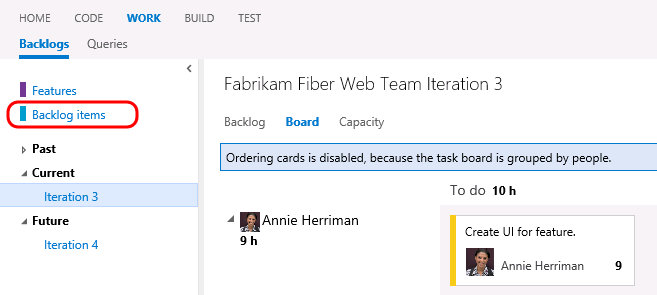 HOME CODE WORK BUILD TEST
Backlogs Queries
Features
Backlog items
Past
Current
Iteration 3
Future
Iteration 4
Fabrikam Fiber Web Team Iteration 3
Backlog Board Capacity
Ordering cards is disabled, because the task board is grouped by people.
To do 10 h
Annie Herriman
9 h
Create UI for feature.
Annie Herriman 9